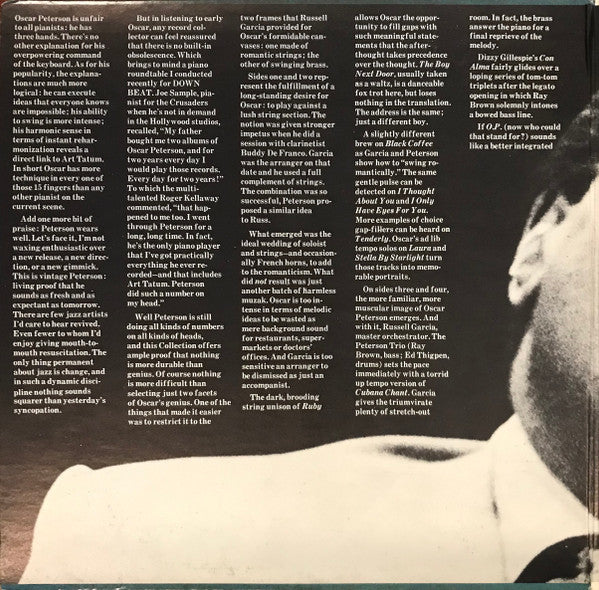 Oscar Peterson is unfair
to all pianists: he has
three hands. There's no
other explanation for his
overpowering command
of the keyboard. As for his
popularity, the explana-
tions are much more
logical: he can execute
ideas that everyone knows
are impossible; his ability
to swing is more intense;
his harmonic sense in
terms of instant rehar-
monization reveals a
direct link to Art Tatum.
In short Oscar has more
technique in every one of
those 15 fingers than any
other pianist on the
current scene.
Add one more bit of
praise: Peterson wears
well. Let's face it, I'm not
waxing enthusiastic over
a new release, a new direc-
tion, or a new gimmick.
This is vintage Peterson:
living proof that he
sounds as fresh and as
expectant as tomorrow.
There are few jazz artists
I'd care to hear revived.
Even fewer to whom I'd
enjoy giving mouth-to-
mouth resuscitation. The
only thing permanent
about jazz is change, and
in such a dynamic disci-
pline nothing sounds
squarer than yesterday's
syncopation.
But in listening to early
Oscar, any record col-
lector can feel reassured
that there is no built-in
obsolescence. Which
brings to mind a piano
roundtable I conducted
recently for DOWN
BEAT. Joe Sample, pia-
nist for the Crusaders
when he's not in demand
in the Hollywood studios,
recalled, "My father
bought me two albums of
Oscar Peterson, and for
two years every day I
would play those records.
Every day for two years!"
To which the multi-
talented Roger Kellaway
commented, "that hap-
pened to me too. I went
through Peterson for a
long, long time. In fact,
he's the only piano player
that I've got practically
everything he ever re-
corded—and that includes
Art Tatum. Peterson
did such a number on
my head."
Well Peterson is still
doing all kinds of numbers
on all kinds of heads,
and this Collection offers
ample proof that nothing
is more durable than
genius. Of course nothing
is more difficult than
selecting just two facets
of Oscar's genius. One of the
things that made it easier
was to restrict it to the
two frames that Russell
Garcia provided for
Oscar's formidable can-
vases: one made of
romantic strings; the
other of swinging brass.
Sides one and two rep-
resent the fulfillment of a
long-standing desire for
Oscar: to play against a
lush string section. The
notion was given stronger
impetus when he did a
session with clarinetist
Buddy De Franco. Garcia
was the arranger on that
date and he used a full
complement of strings.
The combination was so
successful, Peterson pro-
posed a similar idea
to Russ.
What emerged was the
ideal wedding of soloist
and strings—and occasion-
ally French horns, to add
to the romanticism. What
did not result was just
another batch of harmless
muzak. Oscar is too in-
tense in terms of melodic
ideas to be wasted as
mere background sound
for restaurants, super-
markets or doctors'
offices. And Garcia is too
sensitive an arranger to
be dismissed as just an
accompanist.
The dark, brooding
string unison of Ruby
allows Oscar the oppor-
tunity to fill gaps with
such meaningful state-
ments that the after-
thought takes precedence
over the thought. The Boy
Next Door, usually taken
as a waltz, is a danceable
fox trot here, but loses
nothing in the translation.
The address is the same;
just a different boy.
A slightly different
brew on Black Coffee
as Garcia and Peterson
show how to "swing ro-
mantically." The same
gentle pulse can be
detected on I Thought
About You and I Only
Have Eyes For You.
More examples of choice
gap-fillers can be heard on
Tenderly. Oscar's ad lib
tempo solos on Laura and
Stella By Starlight turn
those tracks into memo-
rable portraits.
On sides three and four,
the more familiar, more
muscular image of Oscar
Peterson emerges. And
with it, Russell Garcia,
master orchestrator. The
Peterson Trio (Ray
Brown, bass; Ed Thigpen,
drums) sets the pace
immediately with a torrid
up tempo version of
Cubana Chant. Garcia
gives the triumvirate
plenty of stretch-out
room. In fact, the brass
answer the piano for a
final reprieve of the
melody.
Dizzy Gillespie's Con
Alma fairly glides over a
loping series of tom-tom
triplets after the legato
opening in which Ray
Brown solemnly intones
a bowed bass line.
If O.P. (now who could
that stand for?) sounds
like a better integrated